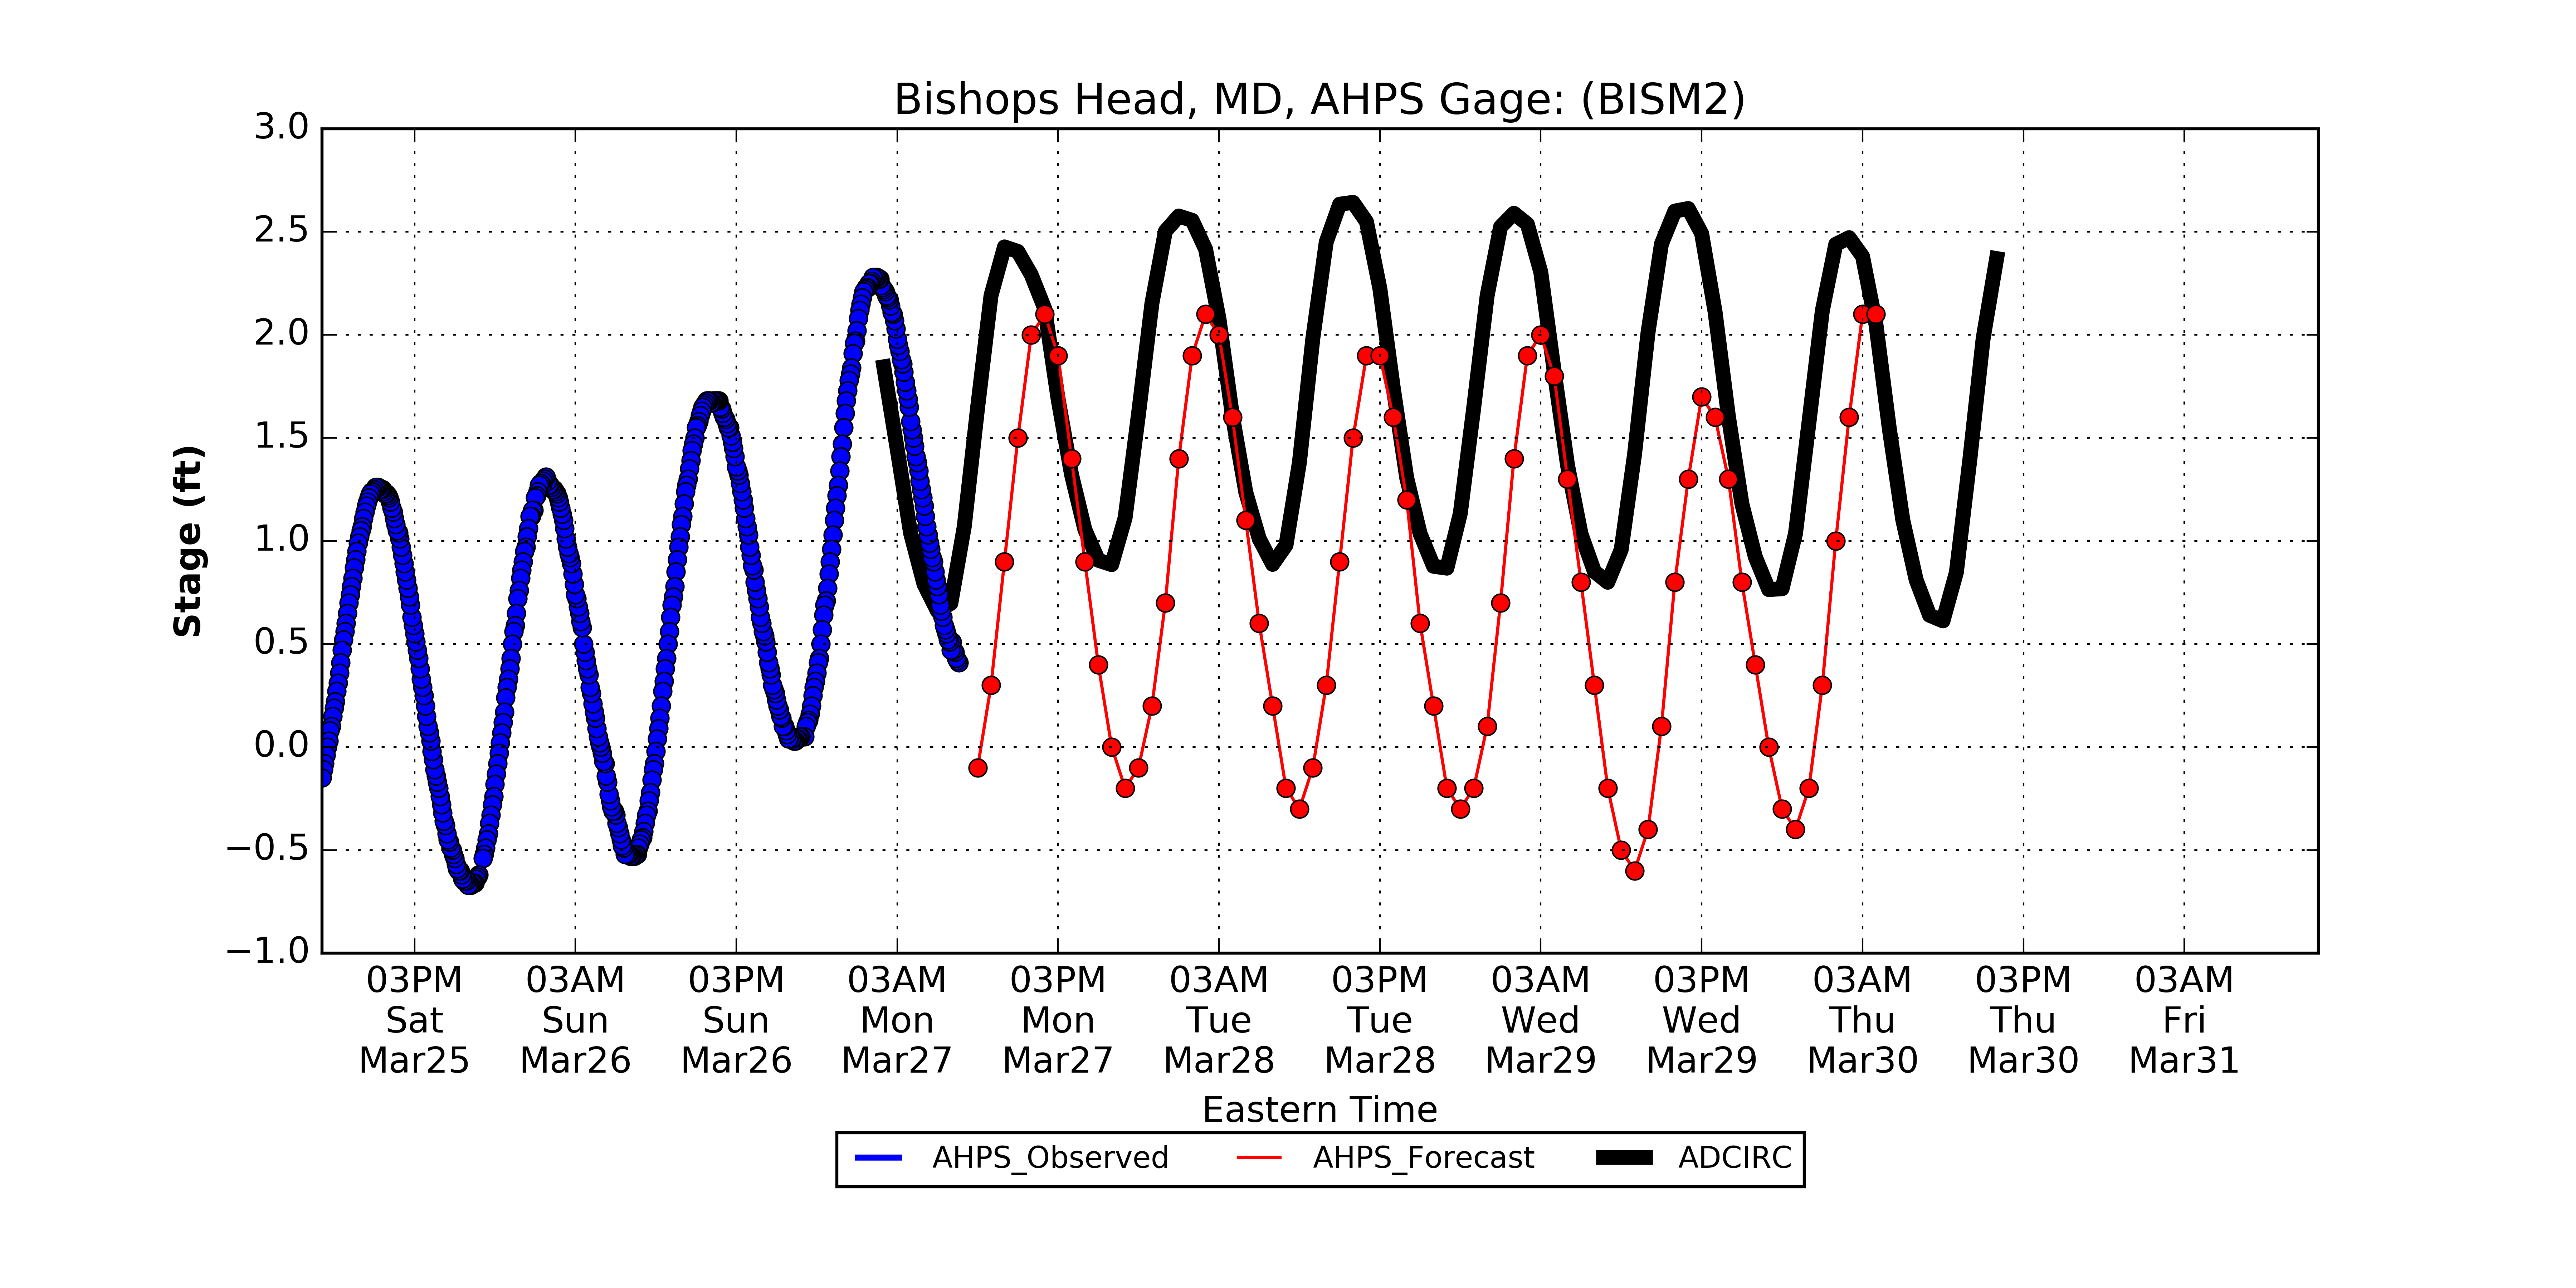 Bishops Head, MD, AHPS Gage: (BISM2)
3.0
2.5
2.0
1.5
1.0
0.5
0.0
−0.5
−1.0
Stage (ft)
03PM 03AM 03PM 03AM 03PM 03AM 03PM 03AM 03PM 03AM 03PM 03AM
Sat Sun Sun Mon Mon Tue Tue Wed Wed Thu Thu Fri
Mar25 Mar26 Mar26 Mar27 Mar27 Mar28 Mar28 Mar29 Mar29 Mar30 Mar30 Mar31
Eastern Time
AHPS_Observed AHPS_Forecast ADCIRC